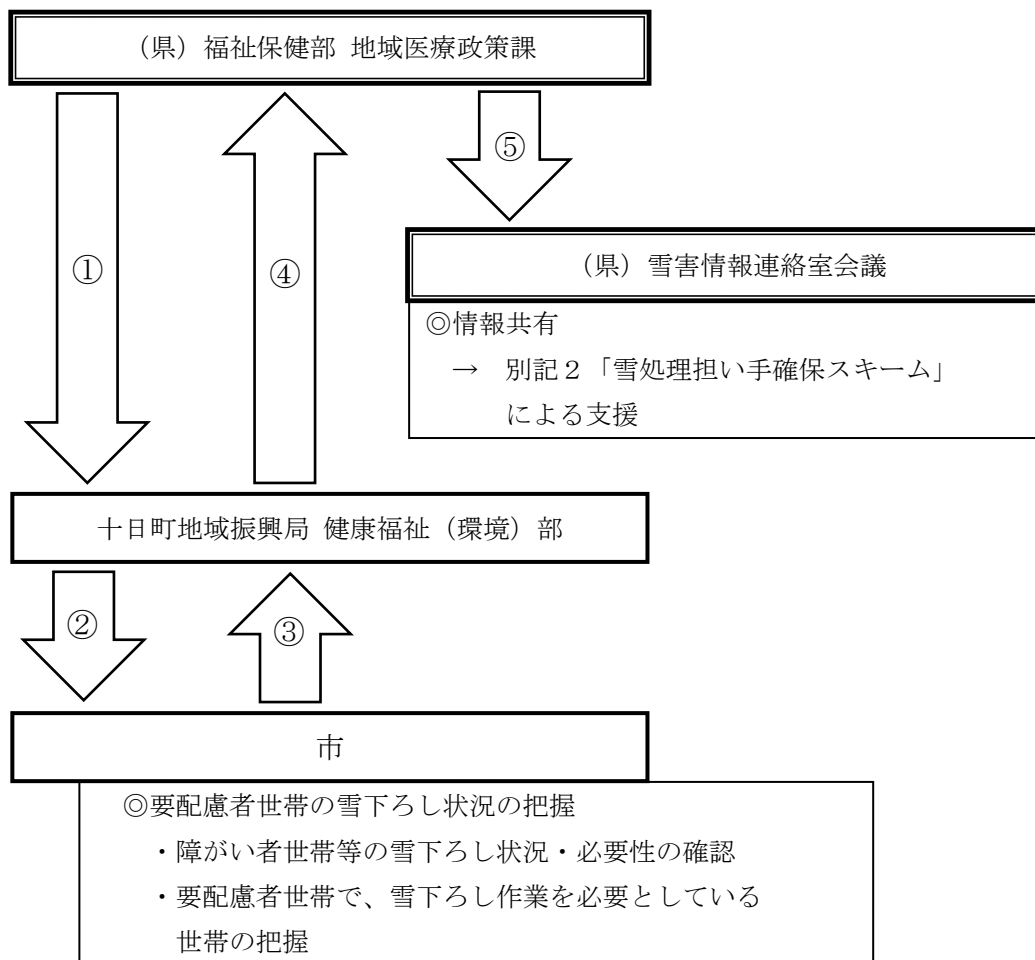 （県）福祉保健部 地域医療政策課
①
④
⑤
（県）雪害情報連絡室会議
◎情報共有
→ 別記２「雪処理担い手確保スキーム」
による支援
十日町地域振興局 健康福祉（環境）部
②
③
市
◎要配慮者世帯の雪下ろし状況の把握
・障がい者世帯等の雪下ろし状況・必要性の確認
・要配慮者世帯で、雪下ろし作業を必要としている
世帯の把握